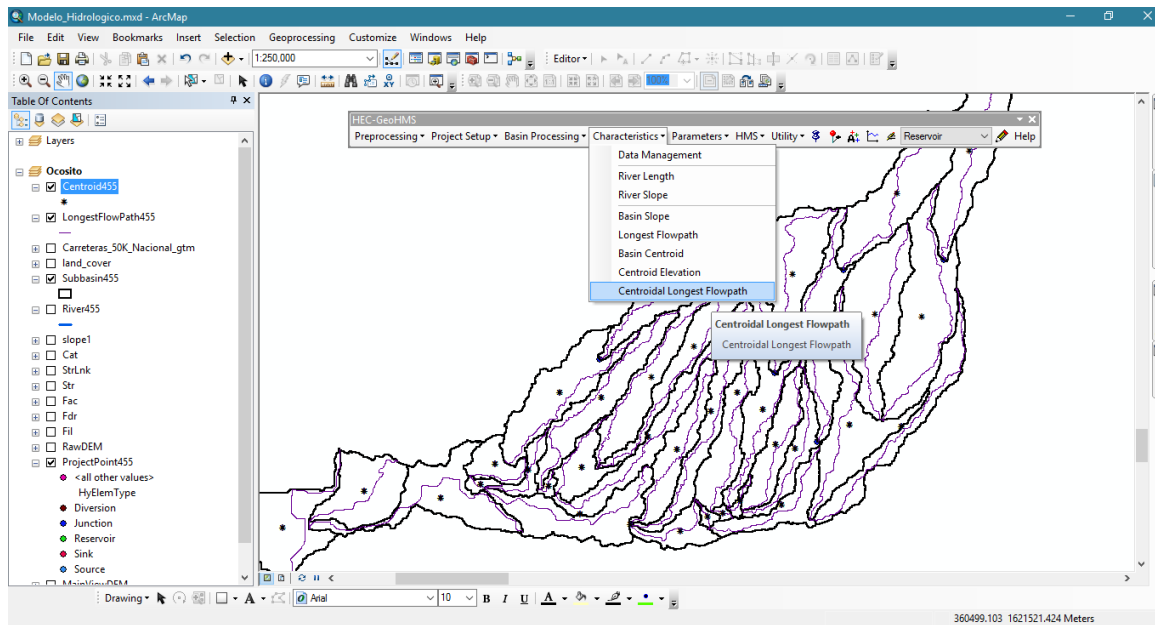 Modelo_Hidrologico.mxd - ArcMap
File Edit View Bookmarks Insert Selection Geoprocessing Customize Windows Help
1:250,000
Editor
100%
Table Of Contents
HEC-GeoHMS
Preprocessing Project Setup Basin Processing Characteristics Parameters HMS Utility Reservoir Help
Data Management
River Length
River Slope
Basin Slope
Longest Flowpath
Basin Centroid
Centroid Elevation
Centroidal Longest Flowpath
Centroidal Longest Flowpath
Centroidal Longest Flowpath
Layers
Ocosito
Centroid455
LongestFlowPath455
Carreteras_50K_Nacional_gtm
land_cover
Subbasin455
River455
slope1
Cat
StrLnk
Str
Fac
Fdr
Fil
RawDEM
ProjectPoint455
<all other values>
HyElemType
Diversion
Junction
Reservoir
Sink
Source
MainViewDEM
Drawing A Arial 10 B I U A
360499.103 1621521.424 Meters